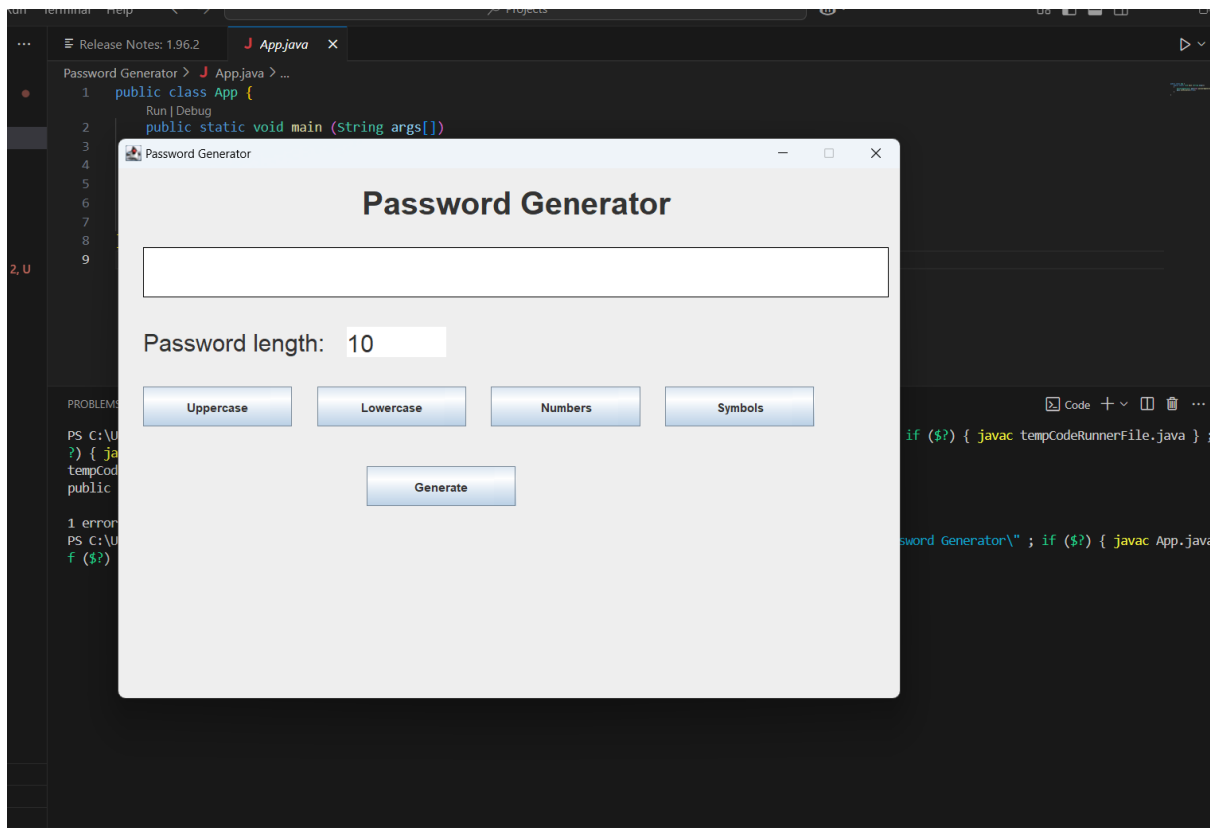 Terminal Help
Projects
Release Notes: 1.96.2
J App.java
Password Generator > J App.java > ...
1 public class App {
Run | Debug
2 public static void main (String args[])
3
4
5
6
7
8
9
2, U
Password Generator
Password Generator
Password length: 10
Uppercase Lowercase Numbers Symbols
Generate
PROBLEMS
Code
PS C:\U if ($?) { javac tempCodeRunnerFile.java } ;
?) { ja
tempCod
public
1 error
PS C:\U sword Generator\" ; if ($?) { javac App.java
f ($?)